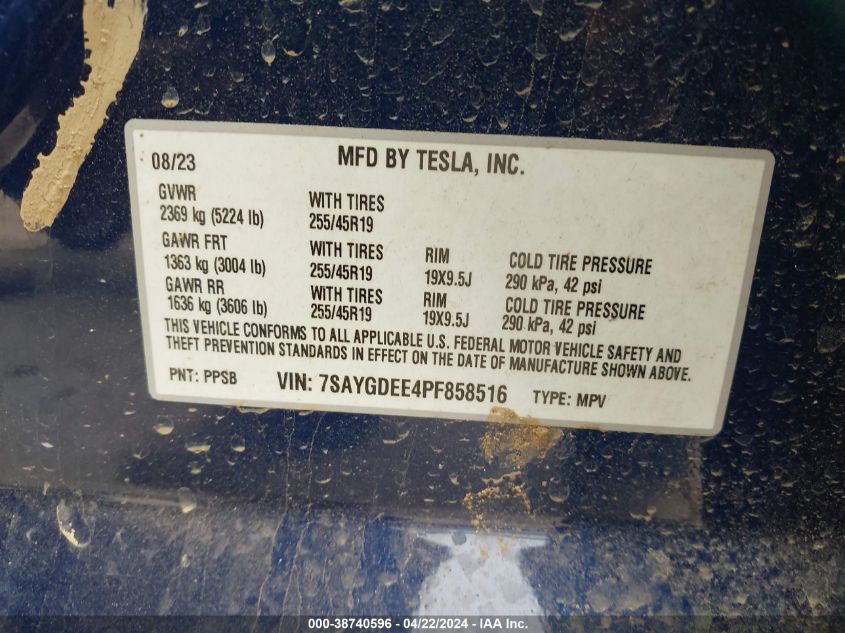 08/23 MFD BY TESLA, INC.
GVWR
2369 kg (5224 lb) WITH TIRES 255/45R19
GAWR FRT
1363 kg (3004 lb) WITH TIRES 255/45R19 RIM 19X9.5J COLD TIRE PRESSURE 290 kPa, 42 psi
GAWR RR
1636 kg (3606 lb) WITH TIRES 255/45R19 RIM 19X9.5J COLD TIRE PRESSURE 290 kPa, 42 psi
THIS VEHICLE CONFORMS TO ALL APPLICABLE U.S. FEDERAL MOTOR VEHICLE SAFETY AND
THEFT PREVENTION STANDARDS IN EFFECT ON THE DATE OF MANUFACTURE SHOWN ABOVE.
PNT: PPSB VIN: 7SAYGDEE4PF858516 TYPE: MPV
000-38740596 - 04/22/2024 - IAA Inc.